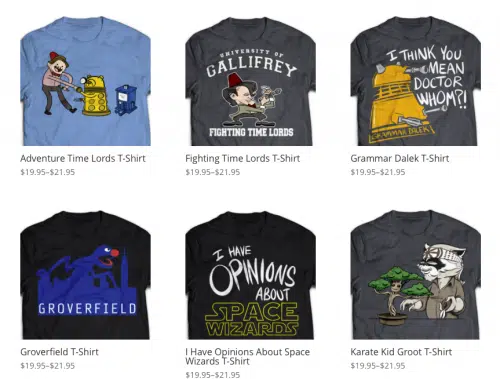 UNIVERSITY OF
GALLIFREY
FIGHTING TIME LORDS
I THINK YOU
MEAN
DOCTOR
WHOM?!
GRAMMAR DALEK
Adventure Time Lords T-Shirt
$19.95–$21.95
Fighting Time Lords T-Shirt
$19.95–$21.95
Grammar Dalek T-Shirt
$19.95–$21.95
GROVERFIELD
I HAVE
OPINIONS
ABOUT
SPACE
WIZARDS
Groverfield T-Shirt
$19.95–$21.95
I Have Opinions About Space
Wizards T-Shirt
$19.95–$21.95
Karate Kid Groot T-Shirt
$19.95–$21.95